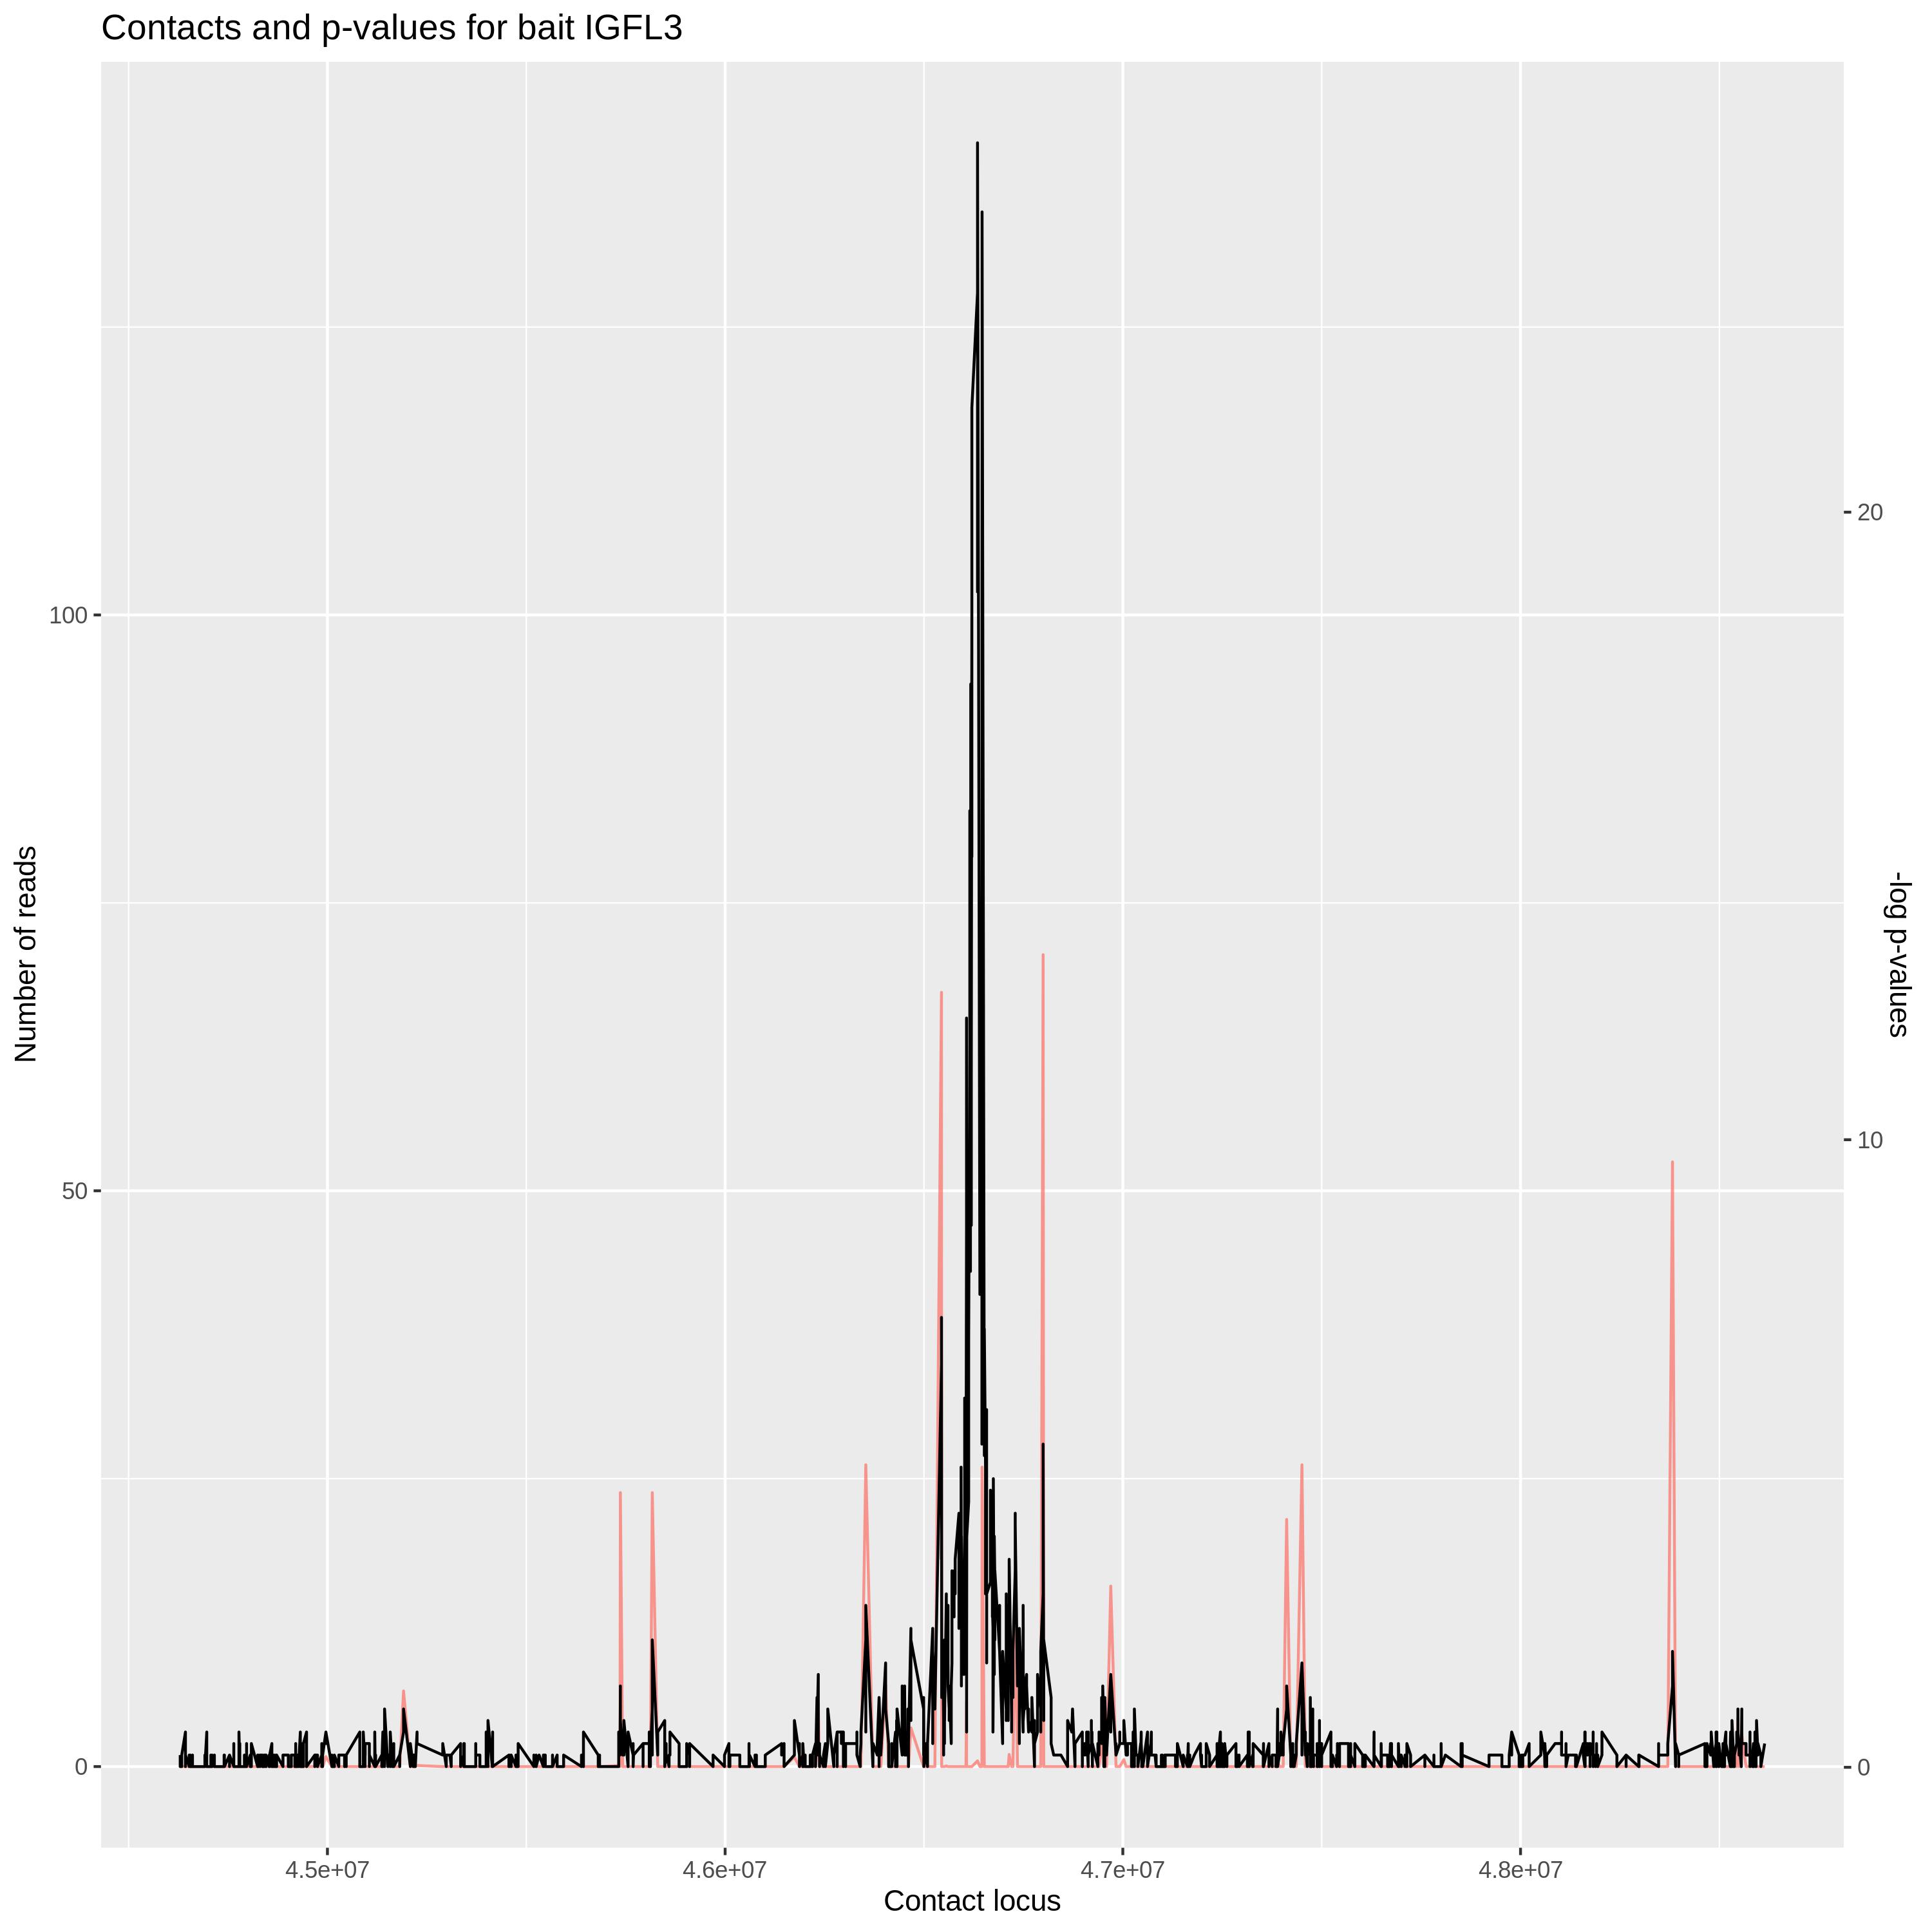 Contacts and p-values for bait IGFL3
Number of reads
100
50
0
20
10
0
-log p-values
4.5e+07
4.6e+07
4.7e+07
4.8e+07
Contact locus